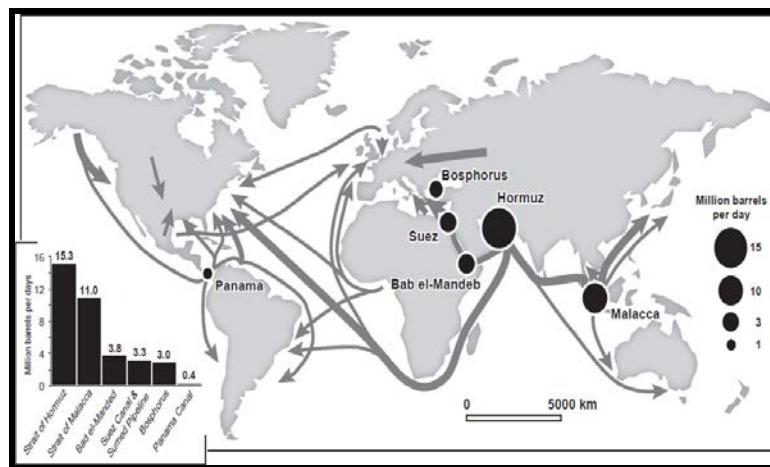 Bosphorus
Hormuz
Suez
Bab el-Mandeb
Panama
Malacca
Million barrels
per day
15
10
3
1
0 5000 km
Million barrels per days
16
12
8
4
0
15.3
11.0
3.8
3.3
3.0
0.4
Strait of Hormuz
Strait of Malacca
Bad el-Manded
Suez Canal &
Sumed Pipeline
Bosphorus
Panama Canal